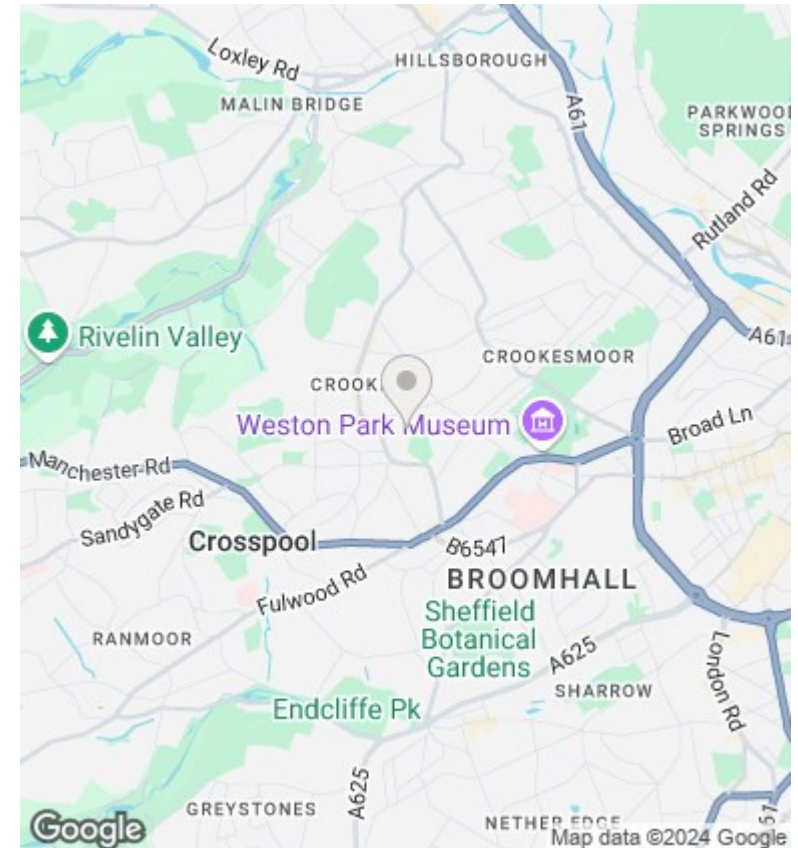 Loxley Rd
HILLSBOROUGH
MALIN BRIDGE
A61
PARKWOOD
SPRINGS
Rutland Rd
Rivelin Valley
A61
CROOKESMOOR
CROOK
Weston Park Museum
Broad Ln
Manchester Rd
Sandygate Rd
Crosspool
B6547
Fulwood Rd
BROOMHALL
Sheffield
Botanical
Gardens
RANMOOR
A625
SHARROW
London Rd
Endcliffe Pk
A625
GREYSTONES
NETHER EDGE
Google
Map data ©2024 Google